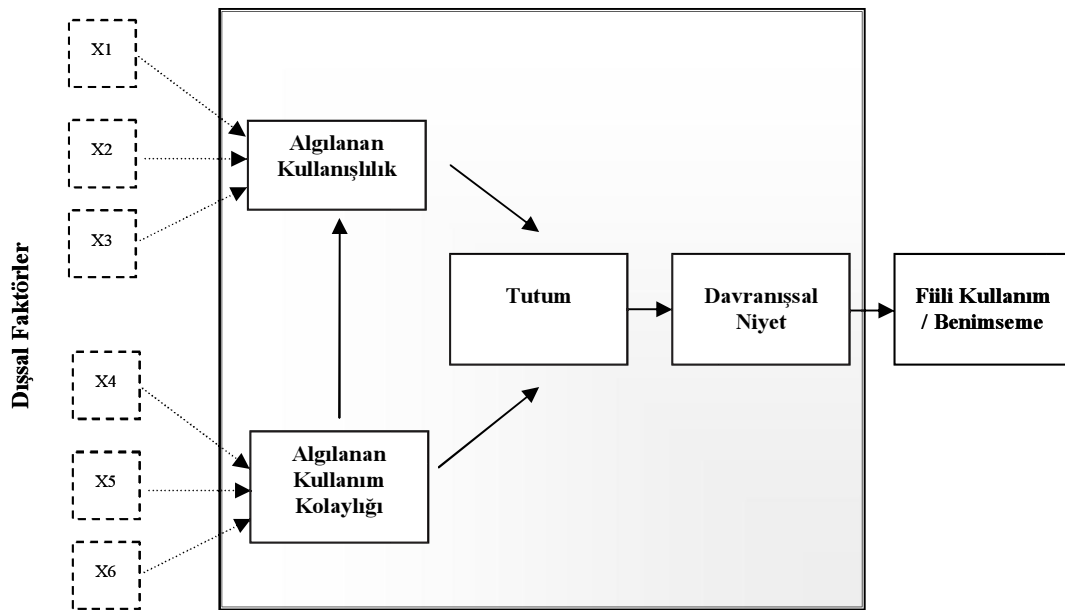 X1
X2
X3
Dışsal Faktörler
X4
X5
X6
Algılanan
Kullanışlılık
Algılanan
Kullanım
Kolaylığı
Tutum
Davranışsal
Niyet
Fiili Kullanım
/ Benimseme